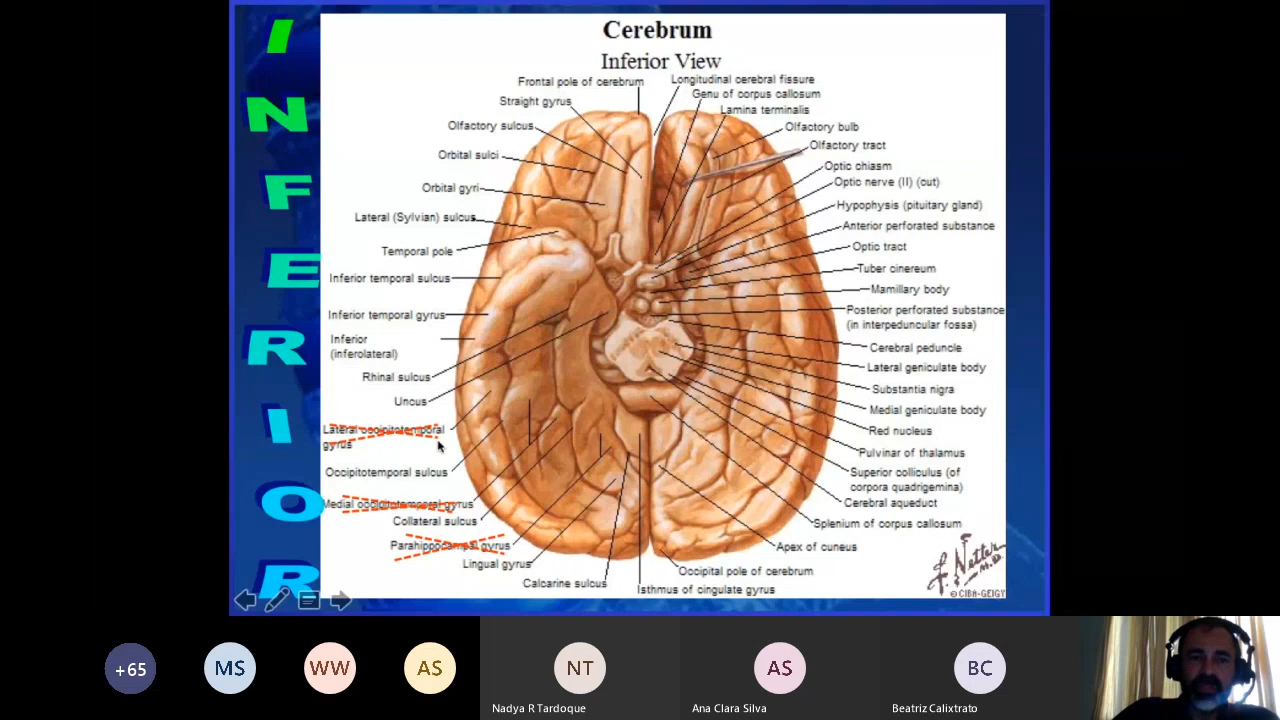 INFERIOR
Cerebrum
Inferior View
Frontal pole of cerebrum
Straight gyrus
Olfactory sulcus
Orbital sulci
Orbital gyri
Lateral (Sylvian) sulcus
Temporal pole
Inferior temporal sulcus
Inferior temporal gyrus
Inferior
(inferolateral)
Rhinal sulcus
Uncus
Lateral occipitotemporal
gyrus
Occipitotemporal sulcus
Medial occipitotemporal gyrus
Collateral sulcus
Parahippocampal gyrus
Lingual gyrus
Calcarine sulcus
Longitudinal cerebral fissure
Genu of corpus callosum
Lamina terminalis
Olfactory bulb
Olfactory tract
Optic chiasm
Optic nerve (II) (cut)
Hypophysis (pituitary gland)
Anterior perforated substance
Optic tract
Tuber cinereum
Mamillary body
Posterior perforated substance
(in interpeduncular fossa)
Cerebral peduncle
Lateral geniculate body
Substantia nigra
Medial geniculate body
Red nucleus
Pulvinar of thalamus
Superior colliculus (of
corpora quadrigemina)
Cerebral aqueduct
Splenium of corpus callosum
Apex of cuneus
Occipital pole of cerebrum
Isthmus of cingulate gyrus
F. Netter
M.D.
© CIBA-GEIGY
+65
MS
WW
AS
NT
AS
BC
Nadya R Tardoque
Ana Clara Silva
Beatriz Calixtrato